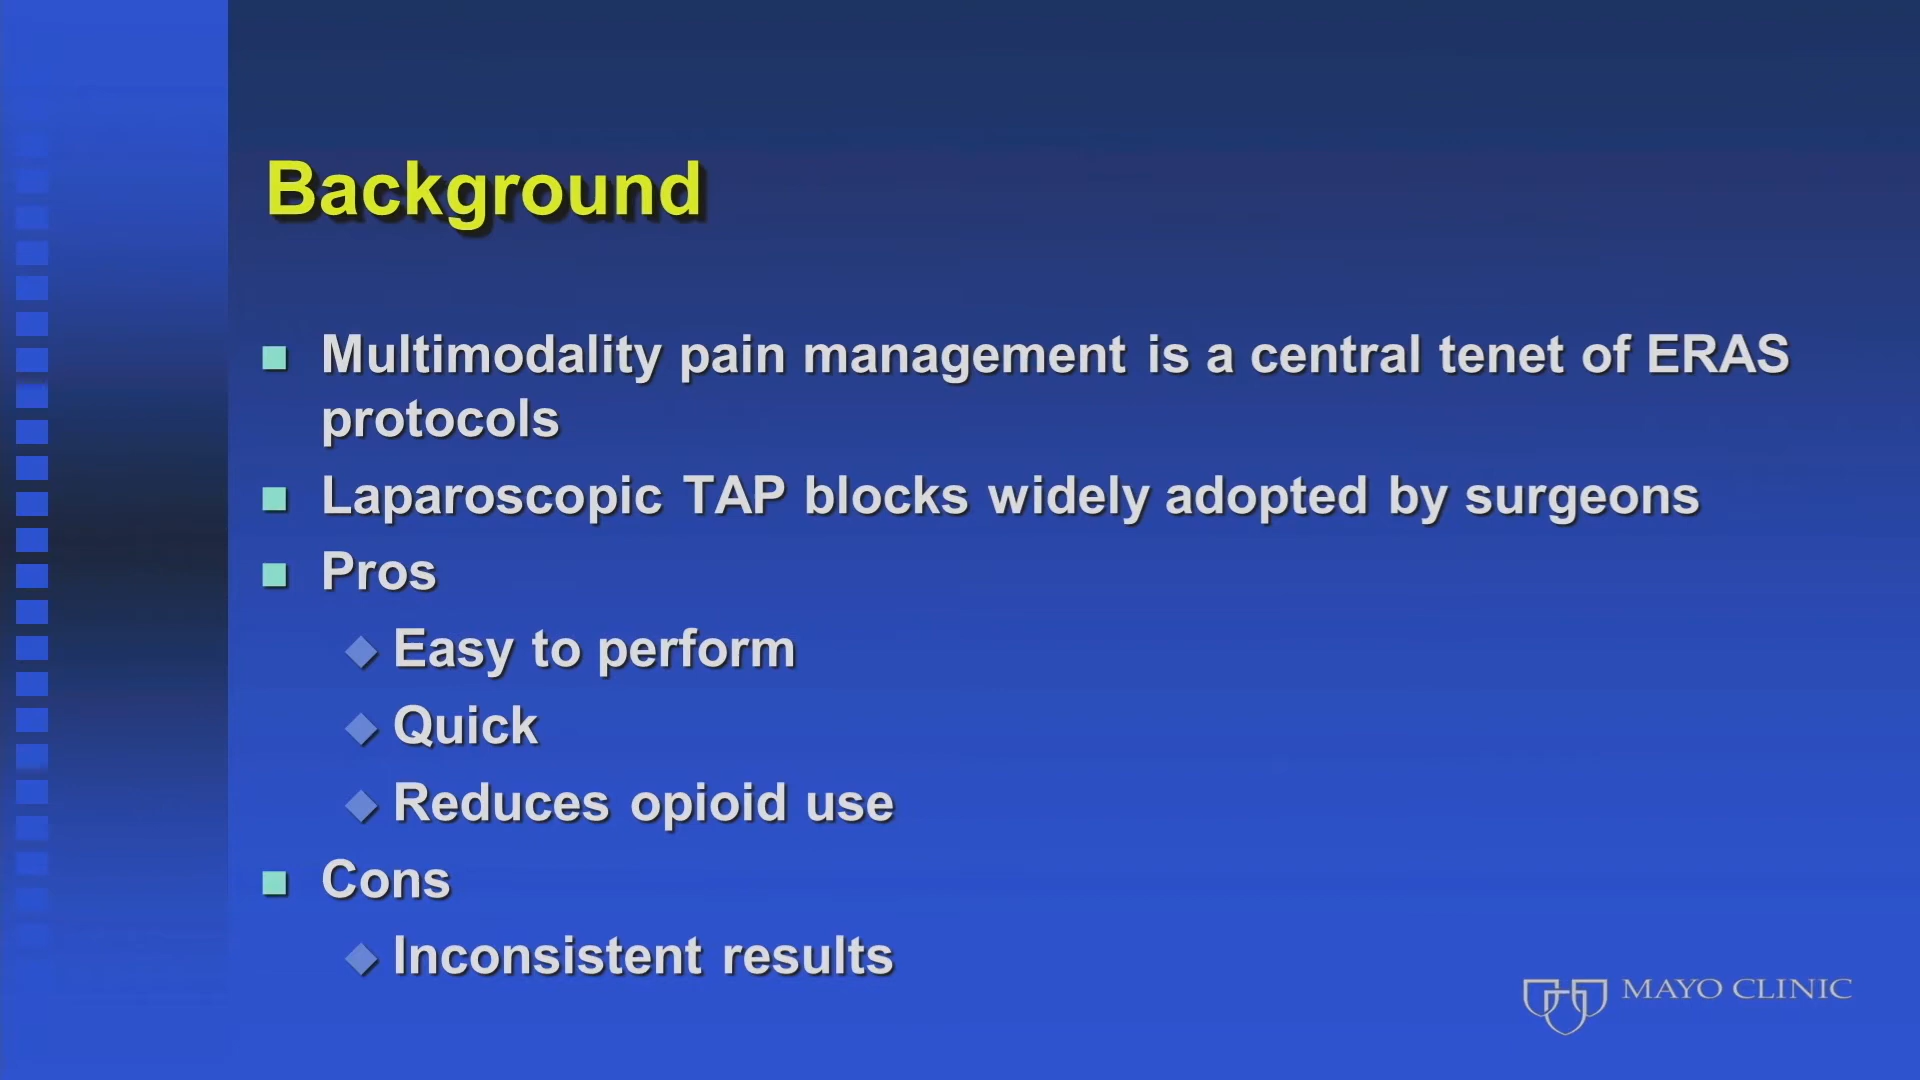 Background
Multimodality pain management is a central tenet of ERAS
protocols
Laparoscopic TAP blocks widely adopted by surgeons
Pros
Easy to perform
Quick
Reduces opioid use
Cons
Inconsistent results
MAYO CLINIC